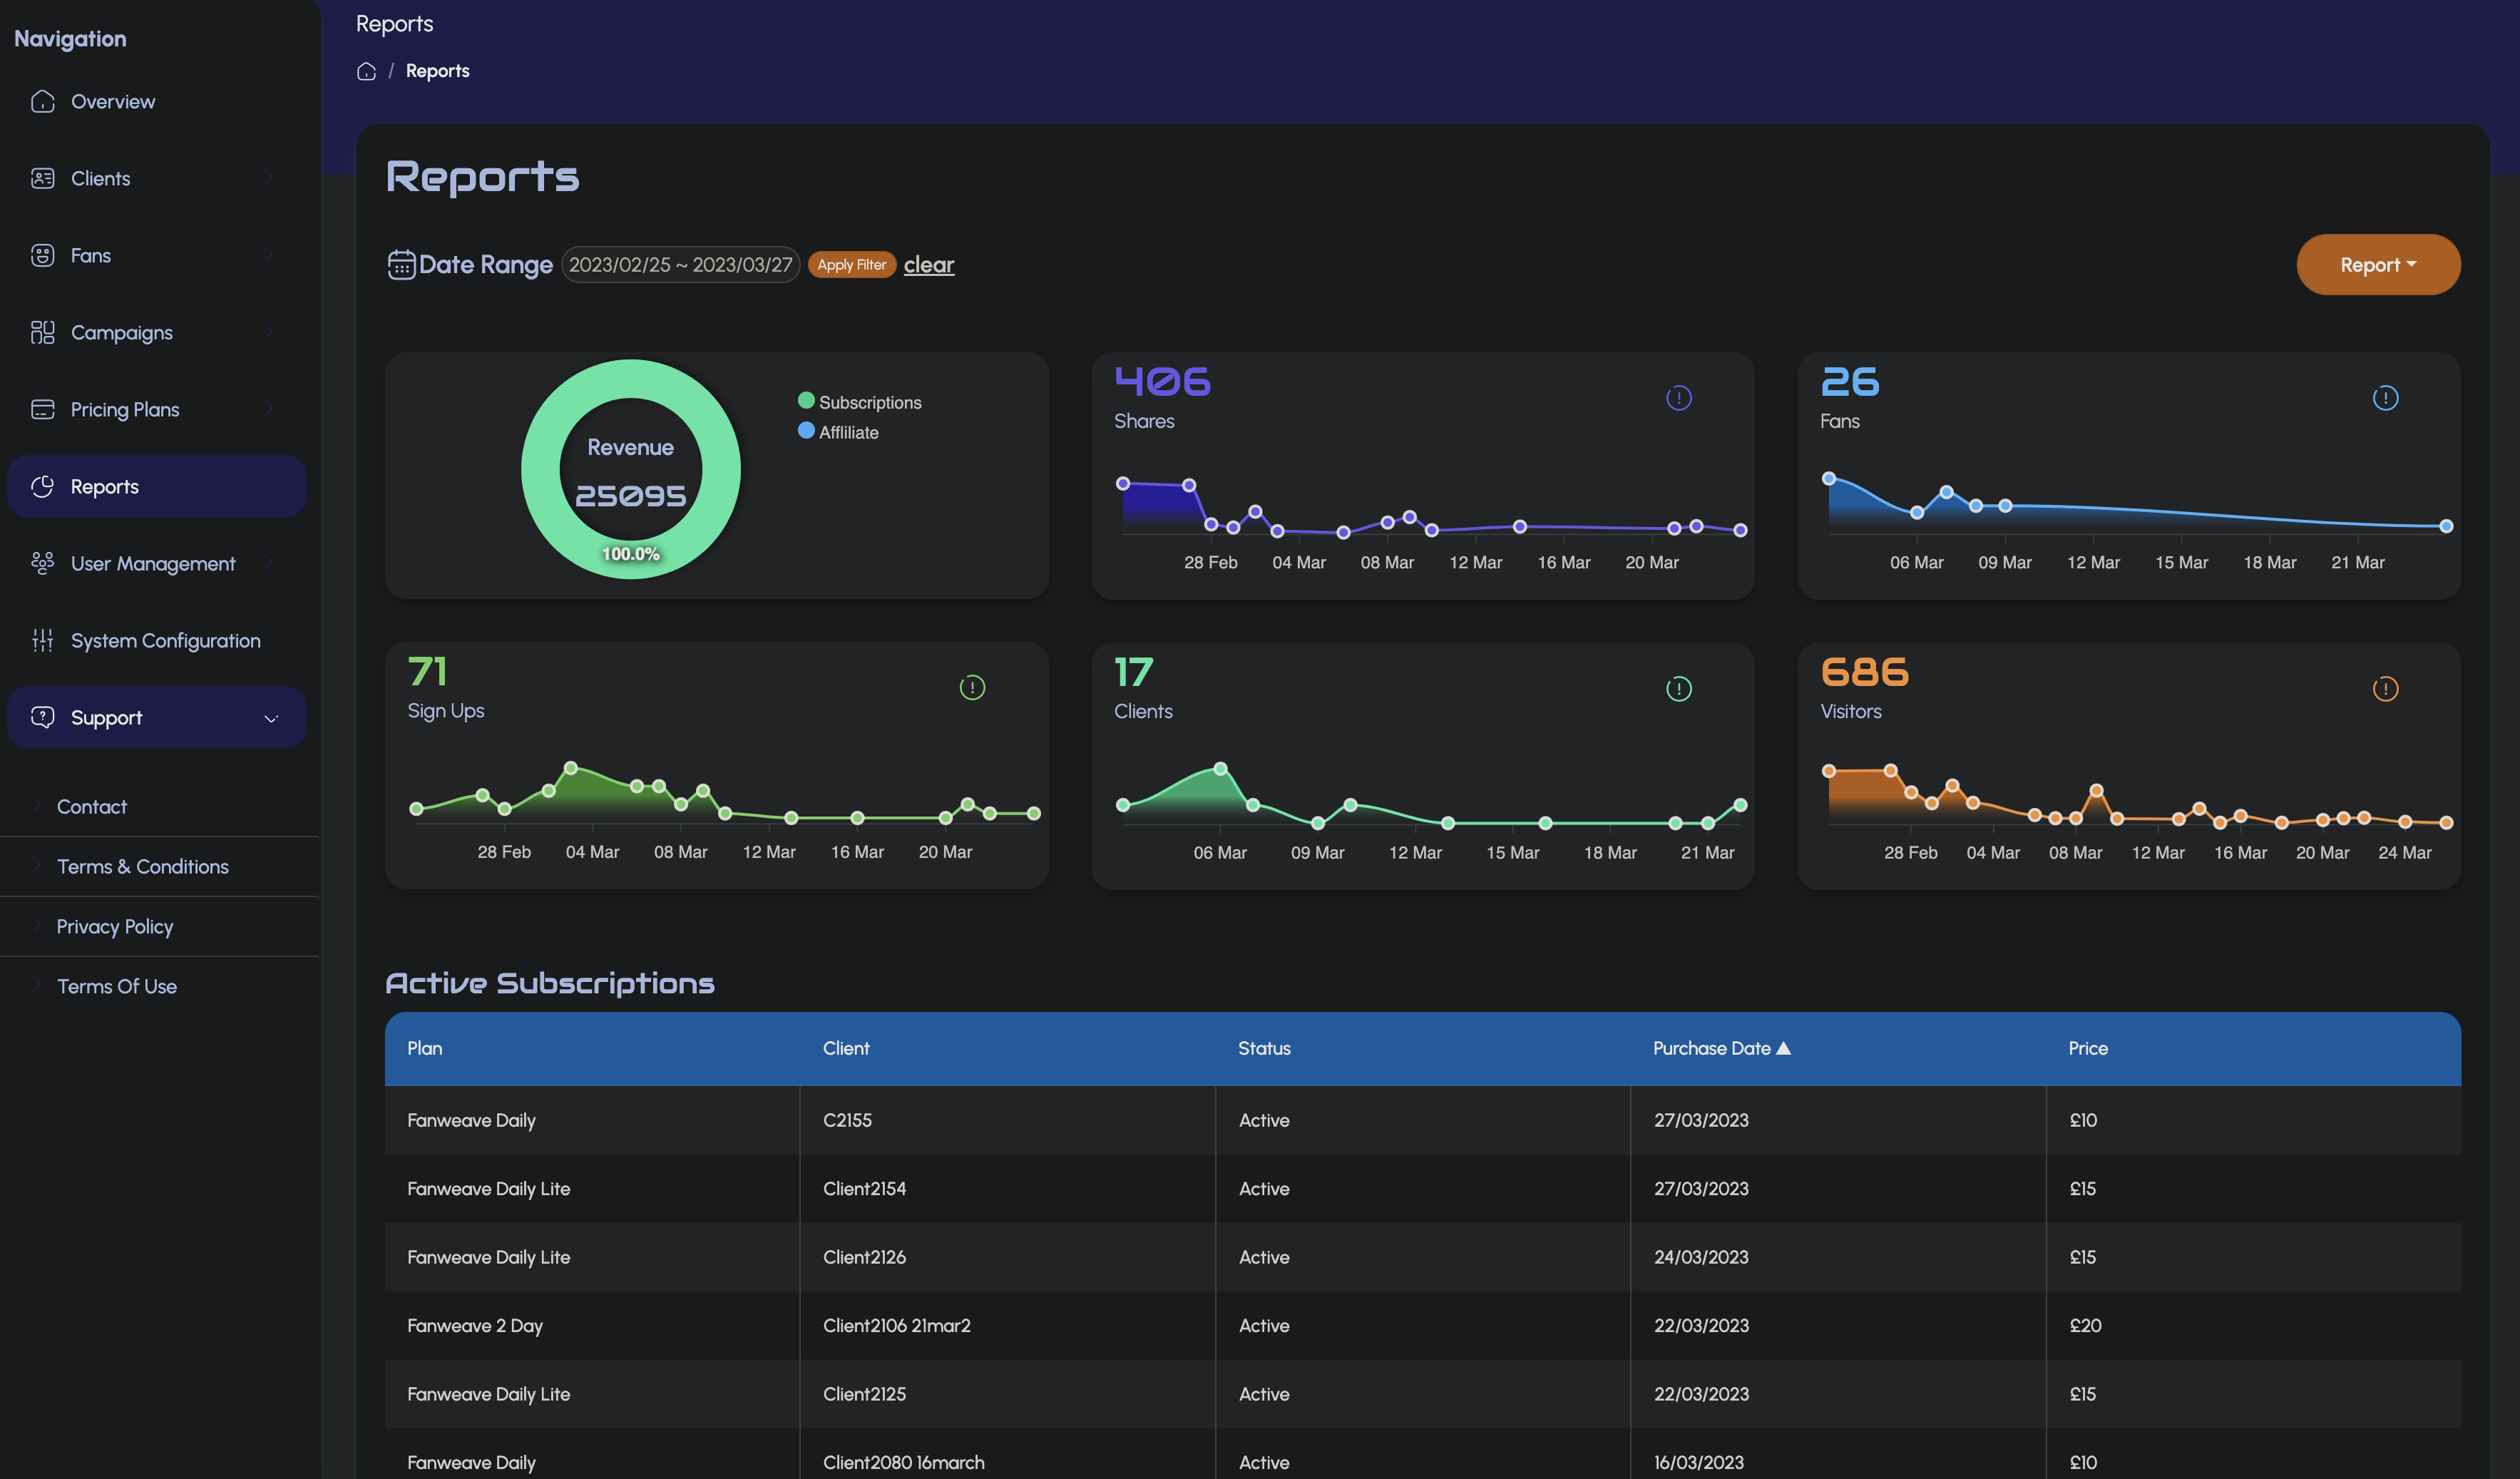 Navigation
Overview
Clients
Fans
Campaigns
Pricing Plans
Reports
User Management
System Configuration
Support
Contact
Terms & Conditions
Privacy Policy
Terms Of Use
Reports
/ Reports
Reports
Date Range 2023/02/25 ~ 2023/03/27 Apply Filter clear
Report
Revenue
25095
100.0%
Subscriptions
Affliliate
406
Shares
28 Feb 04 Mar 08 Mar 12 Mar 16 Mar 20 Mar
26
Fans
06 Mar 09 Mar 12 Mar 15 Mar 18 Mar 21 Mar
71
Sign Ups
28 Feb 04 Mar 08 Mar 12 Mar 16 Mar 20 Mar
17
Clients
06 Mar 09 Mar 12 Mar 15 Mar 18 Mar 21 Mar
686
Visitors
28 Feb 04 Mar 08 Mar 12 Mar 16 Mar 20 Mar 24 Mar
Active Subscriptions
Plan Client Status Purchase Date ▲ Price
Fanweave Daily C2155 Active 27/03/2023 £10
Fanweave Daily Lite Client2154 Active 27/03/2023 £15
Fanweave Daily Lite Client2126 Active 24/03/2023 £15
Fanweave 2 Day Client2106 21mar2 Active 22/03/2023 £20
Fanweave Daily Lite Client2125 Active 22/03/2023 £15
Fanweave Daily Client2080 16march Active 16/03/2023 £10